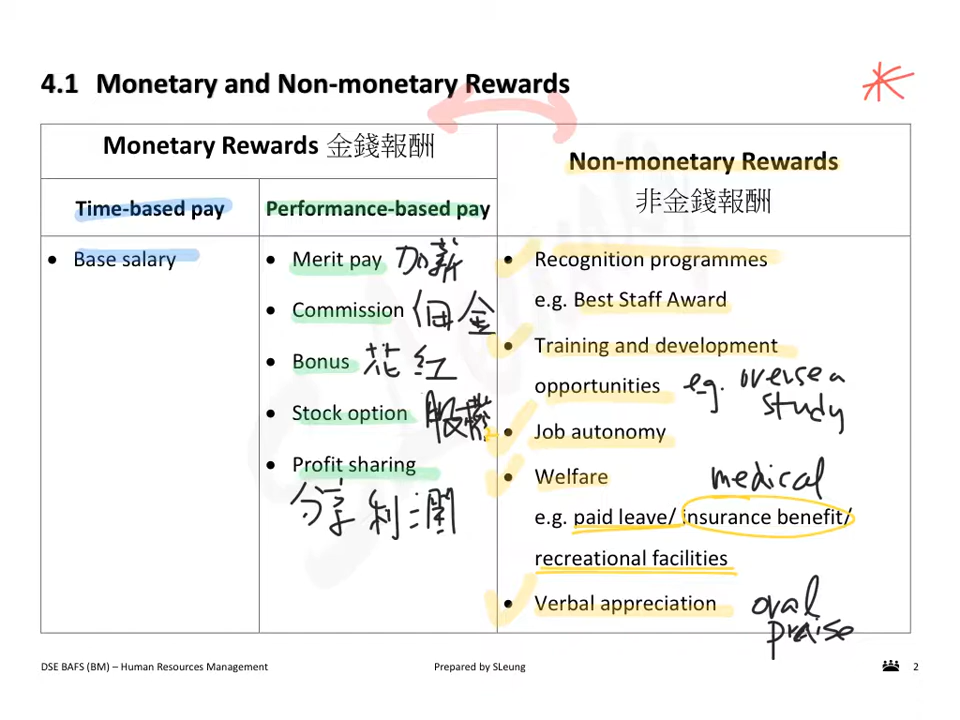 4.1 Monetary and Non-monetary Rewards
Monetary Rewards 金錢報酬
Non-monetary Rewards
非金錢報酬
Time-based pay
Performance-based pay
• Base salary
• Merit pay 加薪
• Commission 佣金
• Bonus 花紅
• Stock option 股票
• Profit sharing
分享利潤
• Recognition programmes
e.g. Best Staff Award
• Training and development
opportunities e.g. oversea
study
• Job autonomy
• Welfare medical
e.g. paid leave/ insurance benefit/
recreational facilities
• Verbal appreciation oral
praise
DSE BAFS (BM) – Human Resources Management
Prepared by SLeung
2